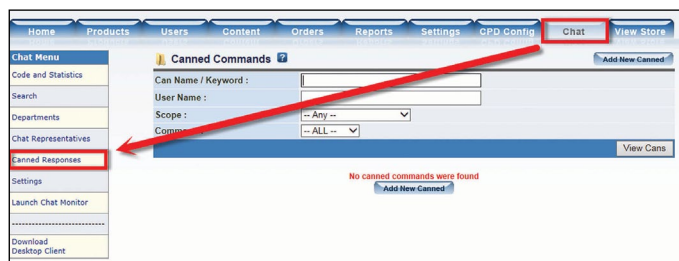 Home Products Users Content Orders Reports Settings CPD Config Chat View Store
Chat Menu
Code and Statistics
Search
Departments
Chat Representatives
Canned Responses
Settings
Launch Chat Monitor
----------------------------
Download
Desktop Client
Canned Commands ?
Add New Canned
Can Name / Keyword :
User Name :
Scope : -- Any --
-- ALL --
View Cans
No canned commands were found
Add New Canned